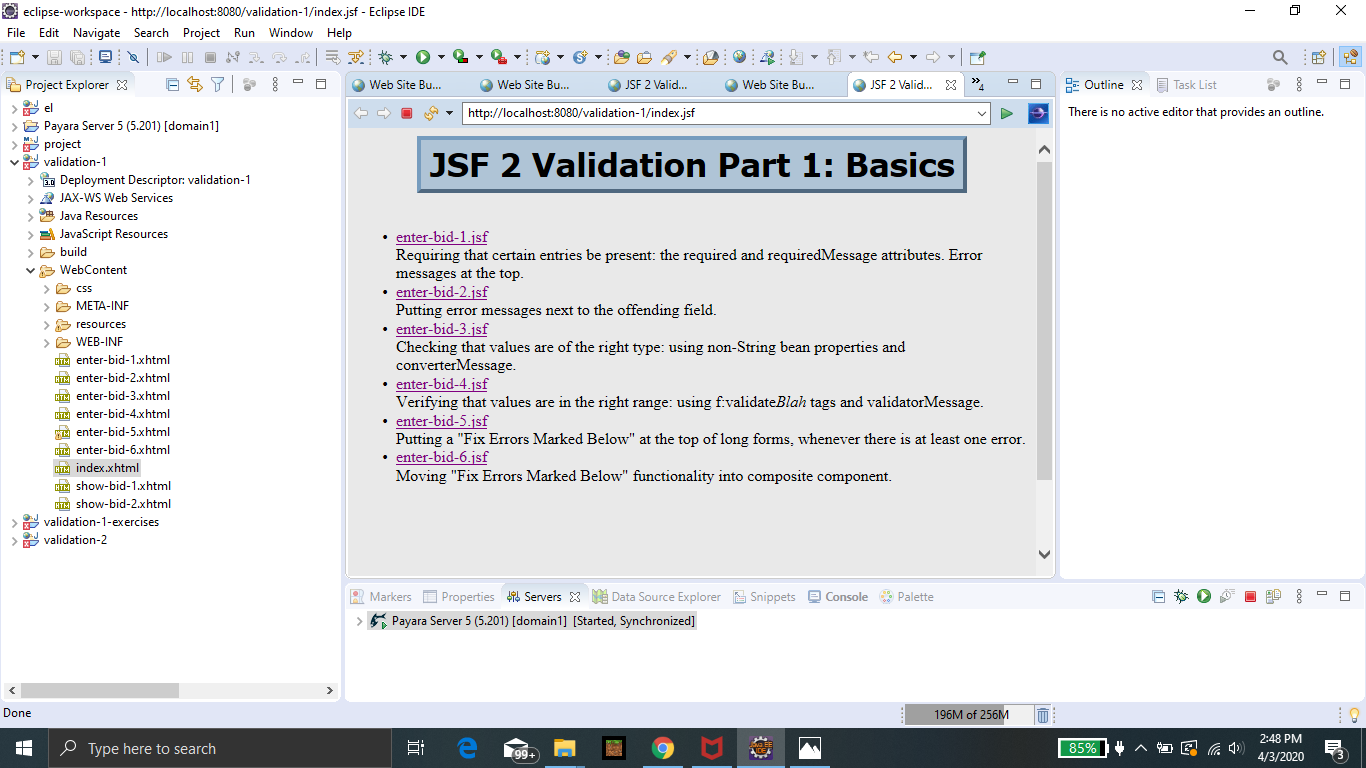 eclipse-workspace - http://localhost:8080/validation-1/index.jsf - Eclipse IDE
File Edit Navigate Search Project Run Window Help
Project Explorer
el
Payara Server 5 (5.201) [domain1]
project
validation-1
Deployment Descriptor: validation-1
JAX-WS Web Services
Java Resources
JavaScript Resources
build
WebContent
css
META-INF
resources
WEB-INF
enter-bid-1.xhtml
enter-bid-2.xhtml
enter-bid-3.xhtml
enter-bid-4.xhtml
enter-bid-5.xhtml
enter-bid-6.xhtml
index.xhtml
show-bid-1.xhtml
show-bid-2.xhtml
validation-1-exercises
validation-2
Web Site Bu... Web Site Bu... JSF 2 Valid... Web Site Bu... JSF 2 Valid... »4
http://localhost:8080/validation-1/index.jsf
JSF 2 Validation Part 1: Basics
• enter-bid-1.jsf
Requiring that certain entries be present: the required and requiredMessage attributes. Error
messages at the top.
• enter-bid-2.jsf
Putting error messages next to the offending field.
• enter-bid-3.jsf
Checking that values are of the right type: using non-String bean properties and
converterMessage.
• enter-bid-4.jsf
Verifying that values are in the right range: using f:validateBlah tags and validatorMessage.
• enter-bid-5.jsf
Putting a "Fix Errors Marked Below" at the top of long forms, whenever there is at least one error.
• enter-bid-6.jsf
Moving "Fix Errors Marked Below" functionality into composite component.
Outline Task List
There is no active editor that provides an outline.
Markers Properties Servers Data Source Explorer Snippets Console Palette
Payara Server 5 (5.201) [domain1] [Started, Synchronized]
Done
196M of 256M
Type here to search
99+
85%
2:48 PM
4/3/2020
3